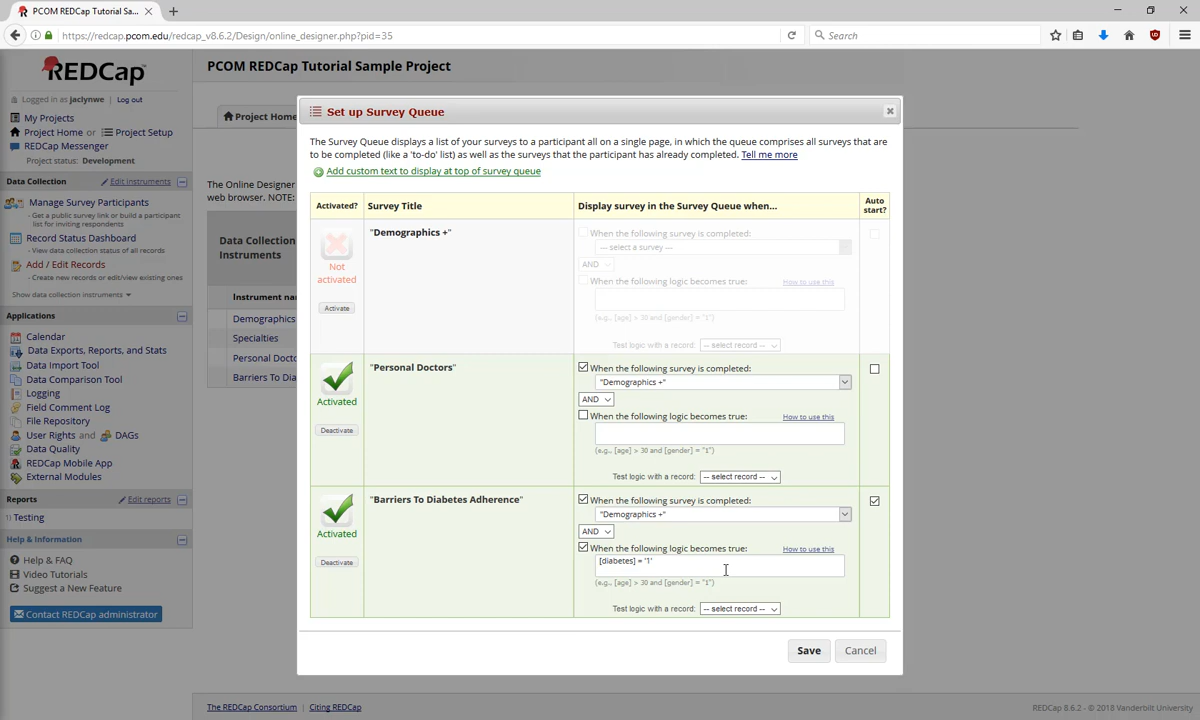 PCOM REDCap Tutorial Sa...
https://redcap.pcom.edu/redcap_v8.6.2/Design/online_designer.php?pid=35
Search
REDCap
Logged in as jaclynwe | Log out
My Projects
Project Home or Project Setup
REDCap Messenger
Project status: Development
Data Collection
Edit instruments
Manage Survey Participants
- Get a public survey link or build a participant
list for inviting respondents
Record Status Dashboard
- View data collection status of all records
Add / Edit Records
- Create new records or edit/view existing ones
Show data collection instruments
Applications
Calendar
Data Exports, Reports, and Stats
Data Import Tool
Data Comparison Tool
Logging
Field Comment Log
File Repository
User Rights and DAGs
Data Quality
REDCap Mobile App
External Modules
Reports
Edit reports
1) Testing
Help & Information
Help & FAQ
Video Tutorials
Suggest a New Feature
Contact REDCap administrator
PCOM REDCap Tutorial Sample Project
Project Home
The Online Designer
web browser. NOTE:
Data Collection
Instruments
Instrument na
Demographics
Specialties
Personal Docto
Barriers To Dia
Set up Survey Queue
The Survey Queue displays a list of your surveys to a participant all on a single page, in which the queue comprises all surveys that are
to be completed (like a 'to-do' list) as well as the surveys that the participant has already completed. Tell me more
Add custom text to display at top of survey queue
Activated?
Survey Title
Display survey in the Survey Queue when...
Auto
start?
Not
activated
Activate
"Demographics +"
When the following survey is completed:
-- select a survey ---
AND
When the following logic becomes true:
How to use this
(e.g., [age] > 30 and [gender] = "1")
Test logic with a record: -- select record --
Activated
Deactivate
"Personal Doctors"
When the following survey is completed:
"Demographics +"
AND
When the following logic becomes true:
How to use this
(e.g., [age] > 30 and [gender] = "1")
Test logic with a record: -- select record --
Activated
Deactivate
"Barriers To Diabetes Adherence"
When the following survey is completed:
"Demographics +"
AND
When the following logic becomes true:
How to use this
[diabetes] = '1'
(e.g., [age] > 30 and [gender] = "1")
Test logic with a record: -- select record --
Save
Cancel
The REDCap Consortium | Citing REDCap
REDCap 8.6.2 - © 2018 Vanderbilt University